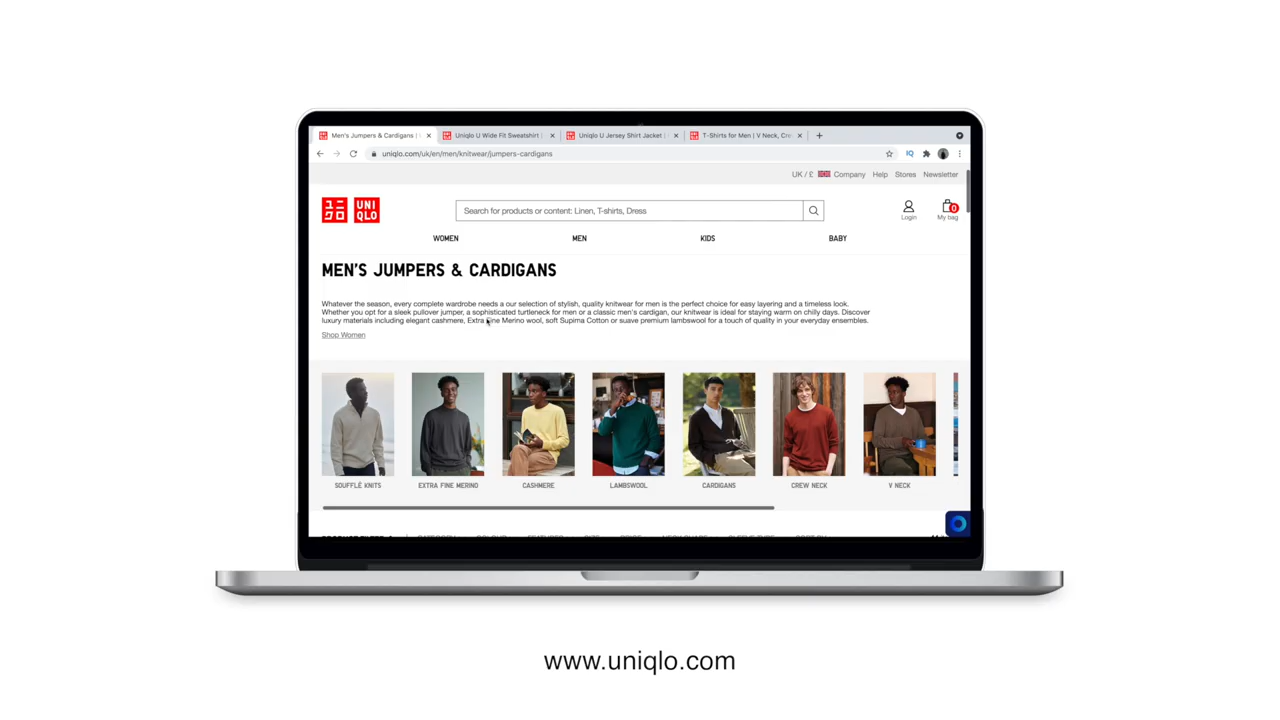 Men's Jumpers & Cardigans |
Uniqlo U Wide Fit Sweatshirt |
Uniqlo U Jersey Shirt Jacket |
T-Shirts for Men | V Neck, Cre
uniqlo.com/uk/en/men/knitwear/jumpers-cardigans
IQ
UK / £
Company
Help
Stores
Newsletter
ユニクロ
UNIQLO
Search for products or content: Linen, T-shirts, Dress
Login
0
My bag
WOMEN
MEN
KIDS
BABY
MEN'S JUMPERS & CARDIGANS
Whatever the season, every complete wardrobe needs a our selection of stylish, quality knitwear for men is the perfect choice for easy layering and a timeless look.
Whether you opt for a sleek pullover jumper, a sophisticated turtleneck for men or a classic men's cardigan, our knitwear is ideal for staying warm on chilly days. Discover
luxury materials including elegant cashmere, Extra Fine Merino wool, soft Supima Cotton or suave premium lambswool for a touch of quality in your everyday ensembles.
Shop Women
SOUFFLÉ KNITS
EXTRA FINE MERINO
CASHMERE
LAMBSWOOL
CARDIGANS
CREW NECK
V NECK
www.uniqlo.com